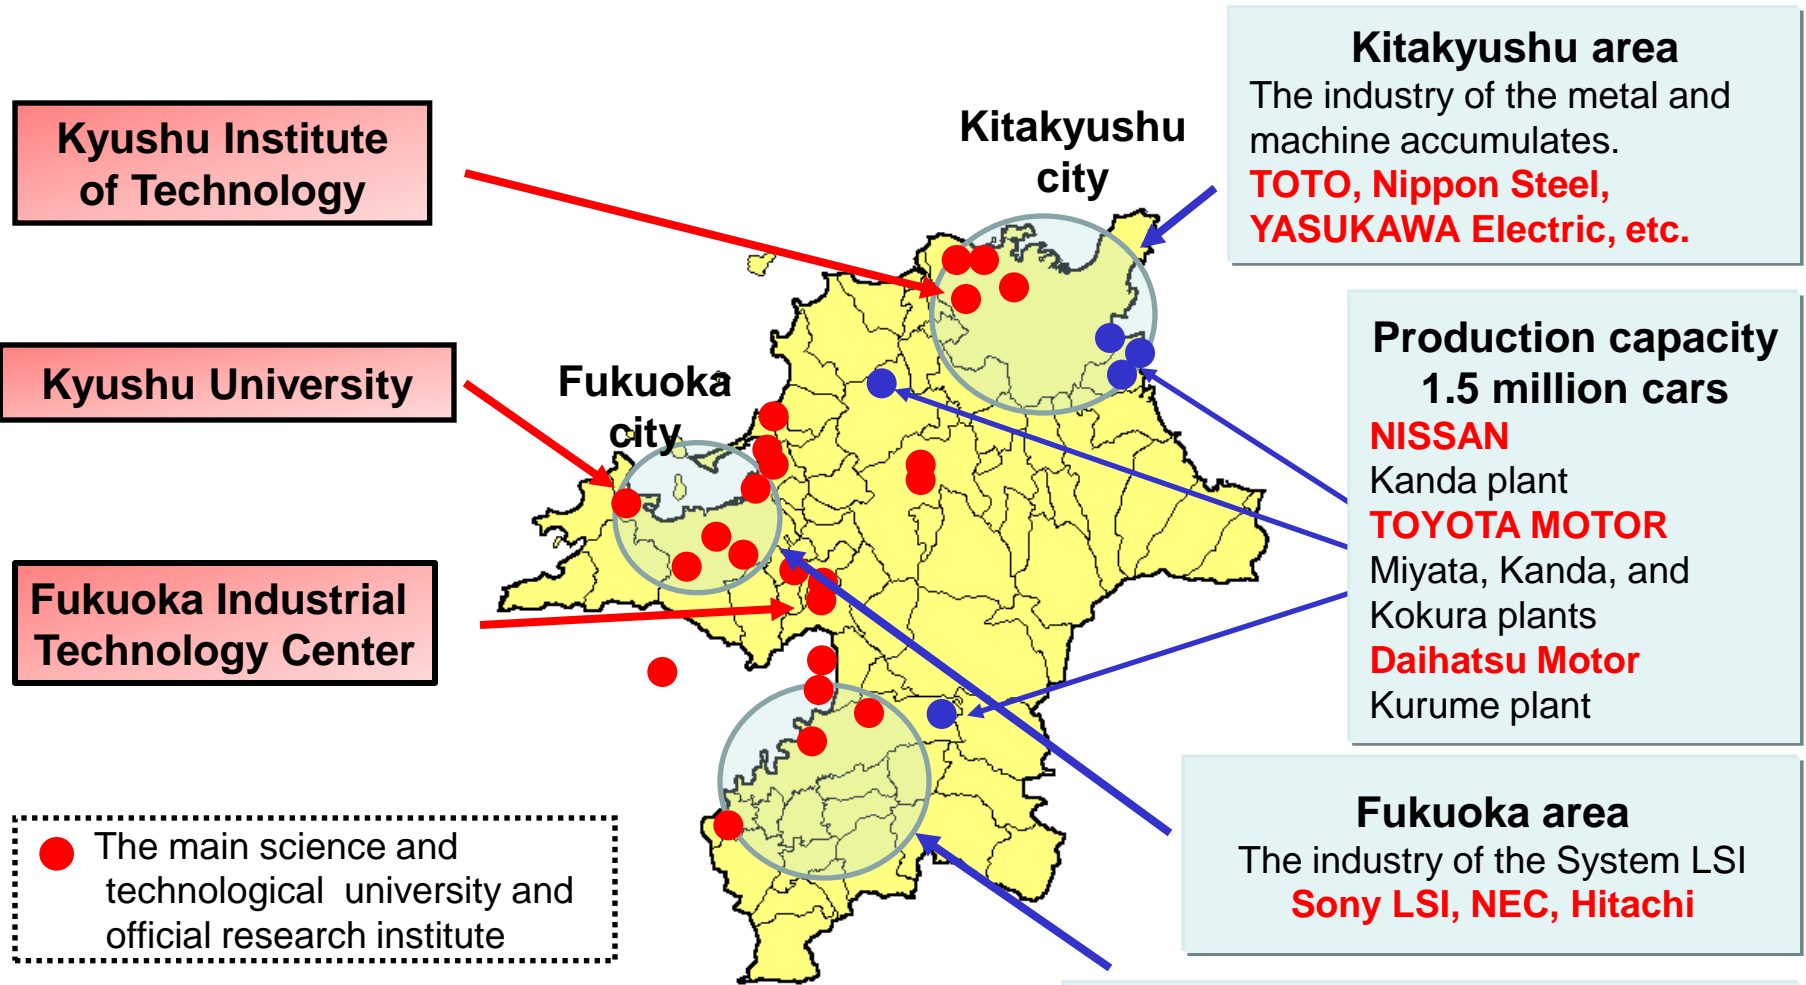 Kyushu Institute
of Technology
Kyushu University
Fukuoka Industrial
Technology Center
The main science and
technological university and
official research institute
Kitakyushu
city
Fukuoka
city
Kitakyushu area
The industry of the metal and
machine accumulates.
TOTO, Nippon Steel,
YASUKAWA Electric, etc.
Production capacity
1.5 million cars
NISSAN
Kanda plant
TOYOTA MOTOR
Miyata, Kanda, and
Kokura plants
Daihatsu Motor
Kurume plant
Fukuoka area
The industry of the System LSI
Sony LSI, NEC, Hitachi